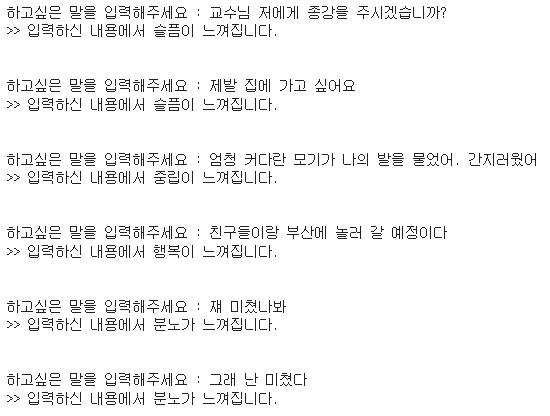 하고싶은 말을 입력해주세요 : 교수님 저에게 종강을 주시겠습니까?
>> 입력하신 내용에서 슬픔이 느껴집니다.
하고싶은 말을 입력해주세요 : 제발 집에 가고 싶어요
>> 입력하신 내용에서 슬픔이 느껴집니다.
하고싶은 말을 입력해주세요 : 엄청 커다란 모기가 나의 발을 물었어. 간지러웠어
>> 입력하신 내용에서 중립이 느껴집니다.
하고싶은 말을 입력해주세요 : 친구들이랑 부산에 놀러 갈 예정이다
>> 입력하신 내용에서 행복이 느껴집니다.
하고싶은 말을 입력해주세요 : 쟤 미쳤나봐
>> 입력하신 내용에서 분노가 느껴집니다.
하고싶은 말을 입력해주세요 : 그래 난 미쳤다
>> 입력하신 내용에서 분노가 느껴집니다.